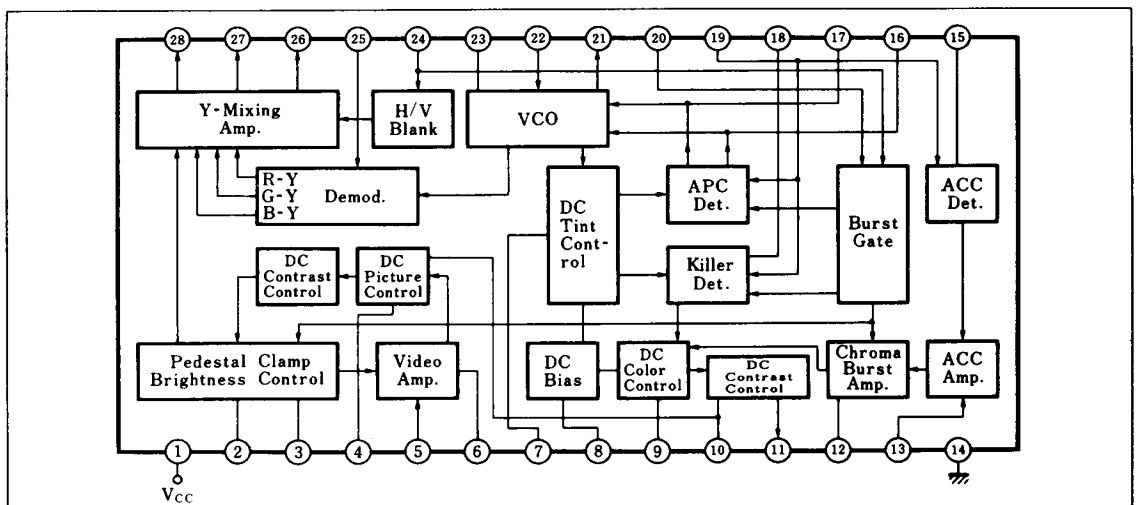 28 27 26 25 24 23 22 21 20 19 18 17 16 15
Y-Mixing
Amp.
H/V
Blank
VCO
R-Y
G-Y
B-Y
Demod.
DC
Tint
Cont-
rol
APC
Det.
Burst
Gate
ACC
Det.
DC
Contrast
Control
DC
Picture
Control
Killer
Det.
Pedestal Clamp
Brightness Control
Video
Amp.
DC
Bias
DC
Color
Control
DC
Contrast
Control
Chroma
Burst
Amp.
ACC
Amp.
1 2 3 4 5 6 7 8 9 10 11 12 13 14
VCC